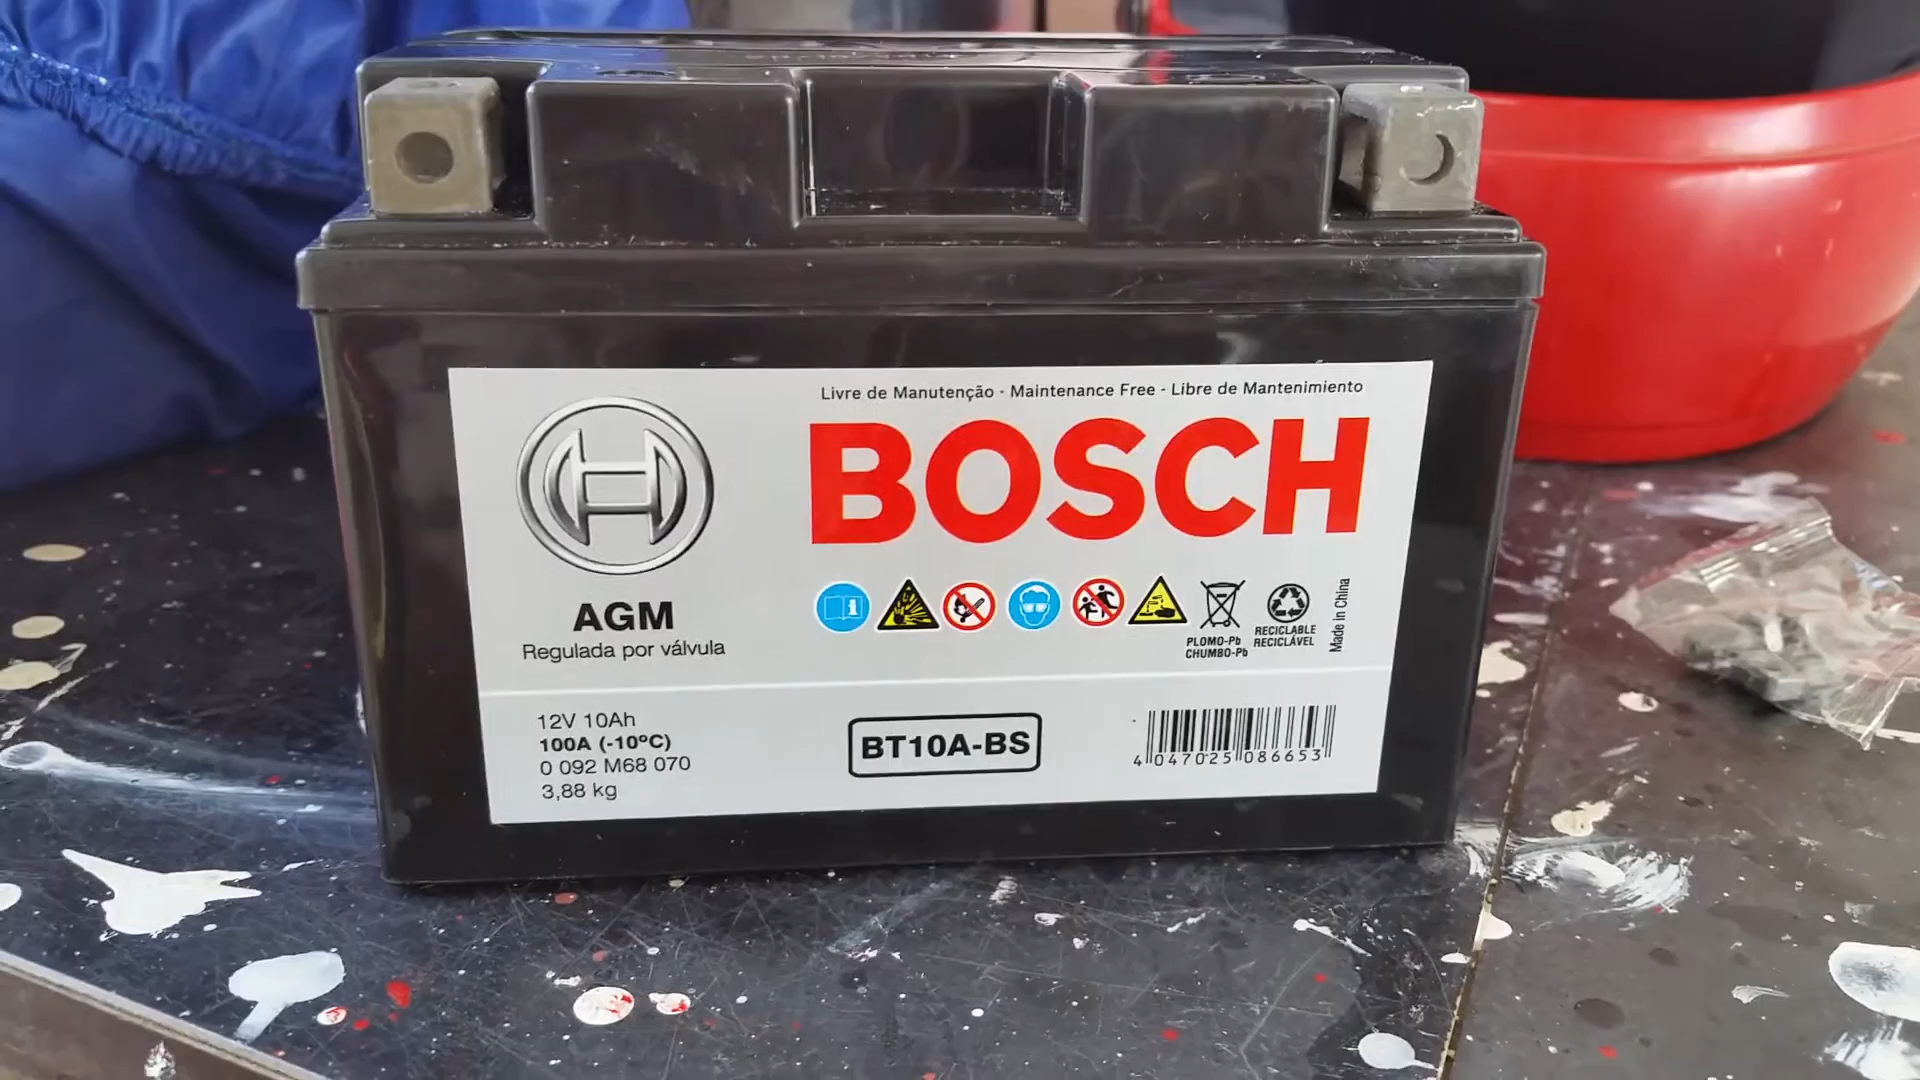 Livre de Manutenção - Maintenance Free - Libre de Mantenimiento
BOSCH
AGM
Regulada por válvula
PLOMO-Pb
CHUMBO-Pb
RECICLABLE
RECICLÁVEL
Made in China
12V 10Ah
100A (-10ºC)
0 092 M68 070
3,88 kg
BT10A-BS
4 047025 086653